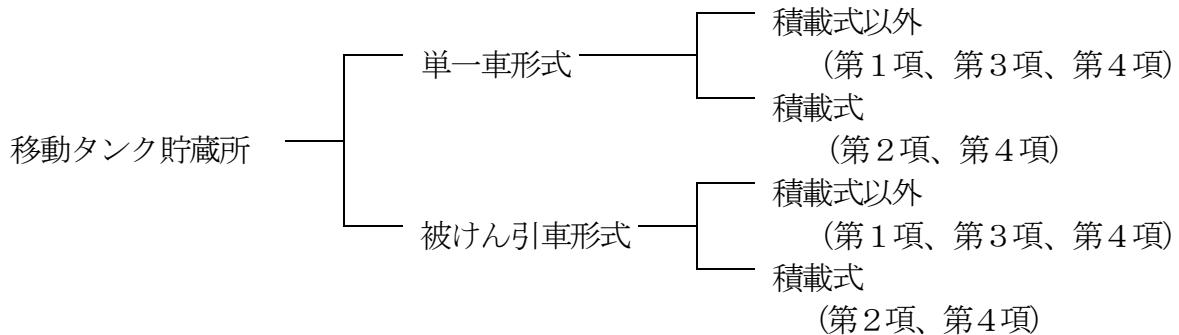 積載式以外
単一車形式
(第1項、第3項、第4項)
積載式
移動タンク貯蔵所
(第2項、第4項)
積載式以外
被けん引車形式
(第1項、第3項、第4項)
積載式
(第2項、第4項)